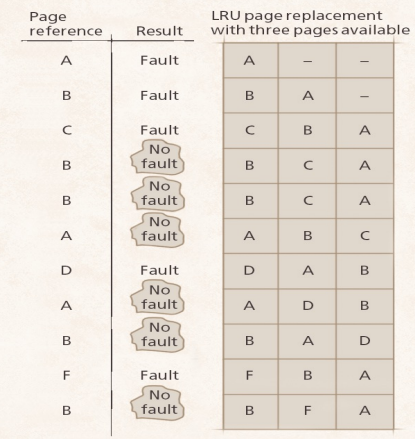 Page reference Result LRU page replacement with three pages available
A Fault A – –
B Fault B A –
C Fault C B A
B No fault B C A
B No fault B C A
A No fault A B C
D Fault D A B
A No fault A D B
B No fault B A D
F Fault F B A
B No fault B F A